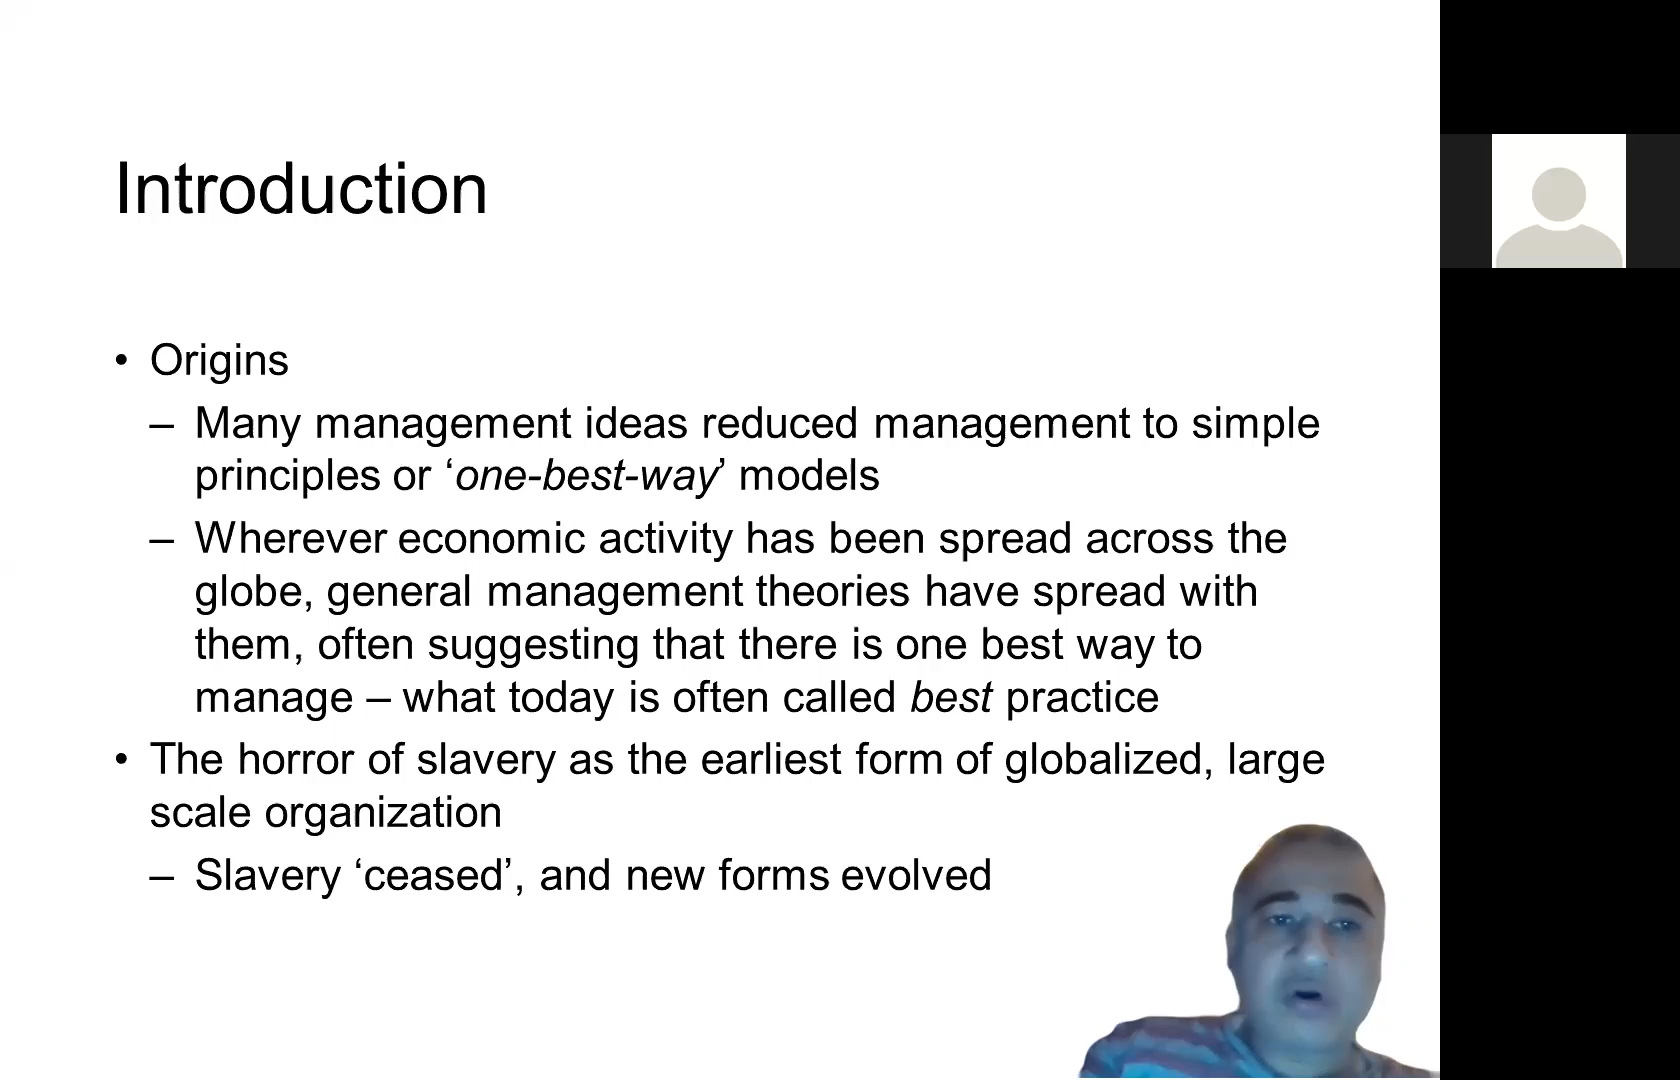 Introduction
• Origins
– Many management ideas reduced management to simple
principles or ‘one-best-way’ models
– Wherever economic activity has been spread across the
globe, general management theories have spread with
them, often suggesting that there is one best way to
manage – what today is often called best practice
• The horror of slavery as the earliest form of globalized, large
scale organization
– Slavery ‘ceased’, and new forms evolved